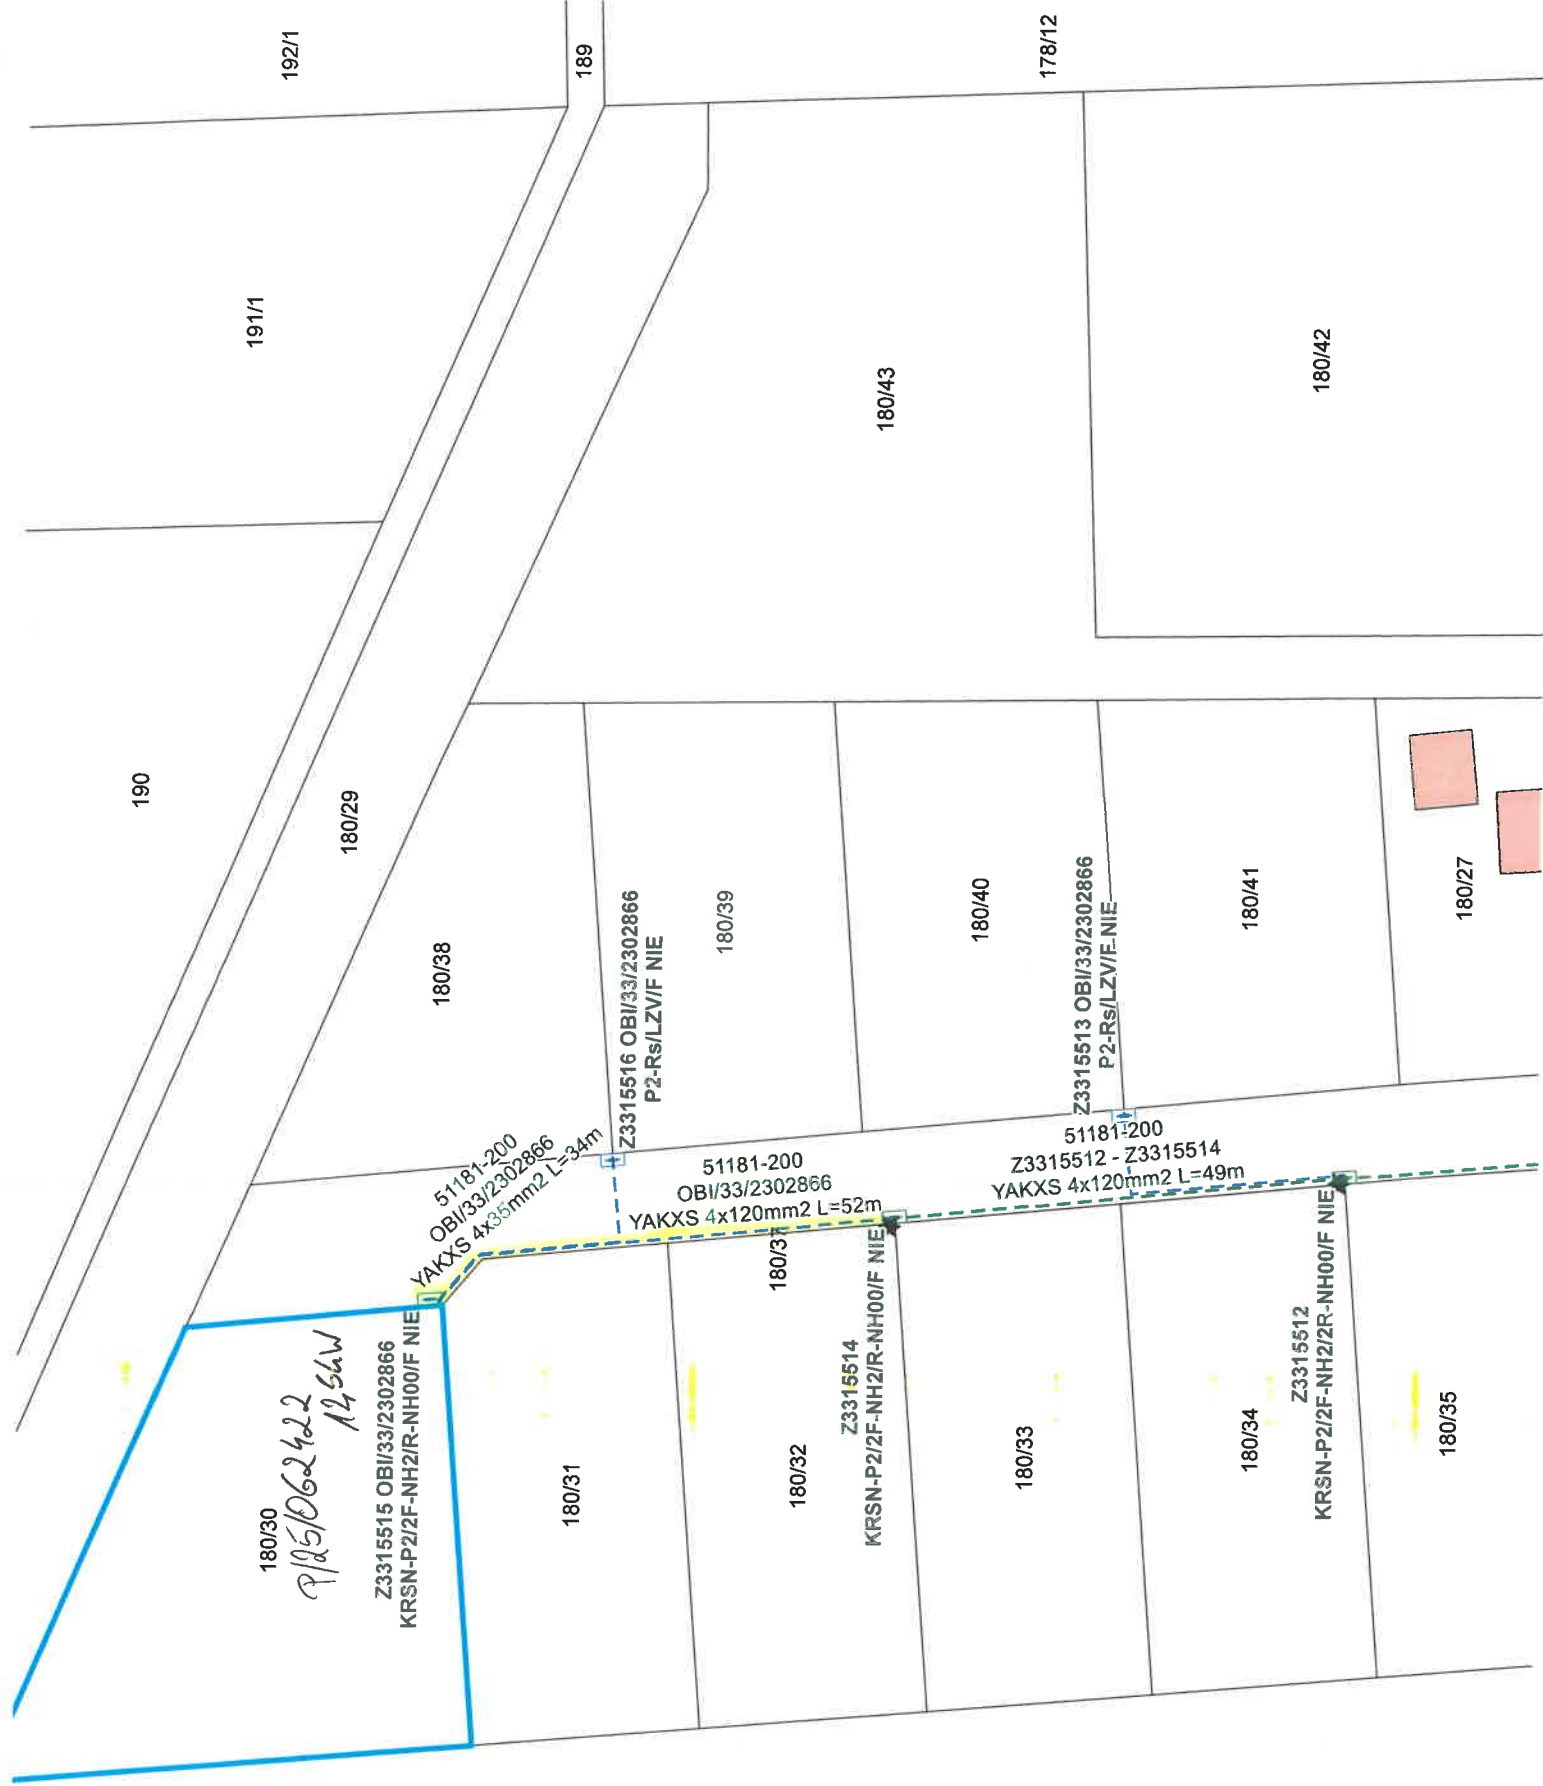 192/1
189
178/12
191/1
180/43
180/42
190
180/29
180/38
180/39
180/40
180/41
180/27
Z3315516 OBI/33/2302866
P2-Rs/LZV/F NIE
Z3315513 OBI/33/2302866
P2-Rs/LZV/F NIE
51181-200
OBI/33/2302866
YAKXS 4x35mm2 L=34m
51181-200
OBI/33/2302866
YAKXS 4x120mm2 L=52m
51181-200
Z3315512 - Z3315514
YAKXS 4x120mm2 L=49m
180/37
180/30
P/25/062422
Z3315515 OBI/33/2302866
KRSN-P2/2F-NH2/R-NH00/F NIE
180/31
180/32
Z3315514
KRSN-P2/2F-NH2/R-NH00/F NIE
180/33
180/34
Z3315512
KRSN-P2/2F-NH2/2R-NH00/F NIE
180/35